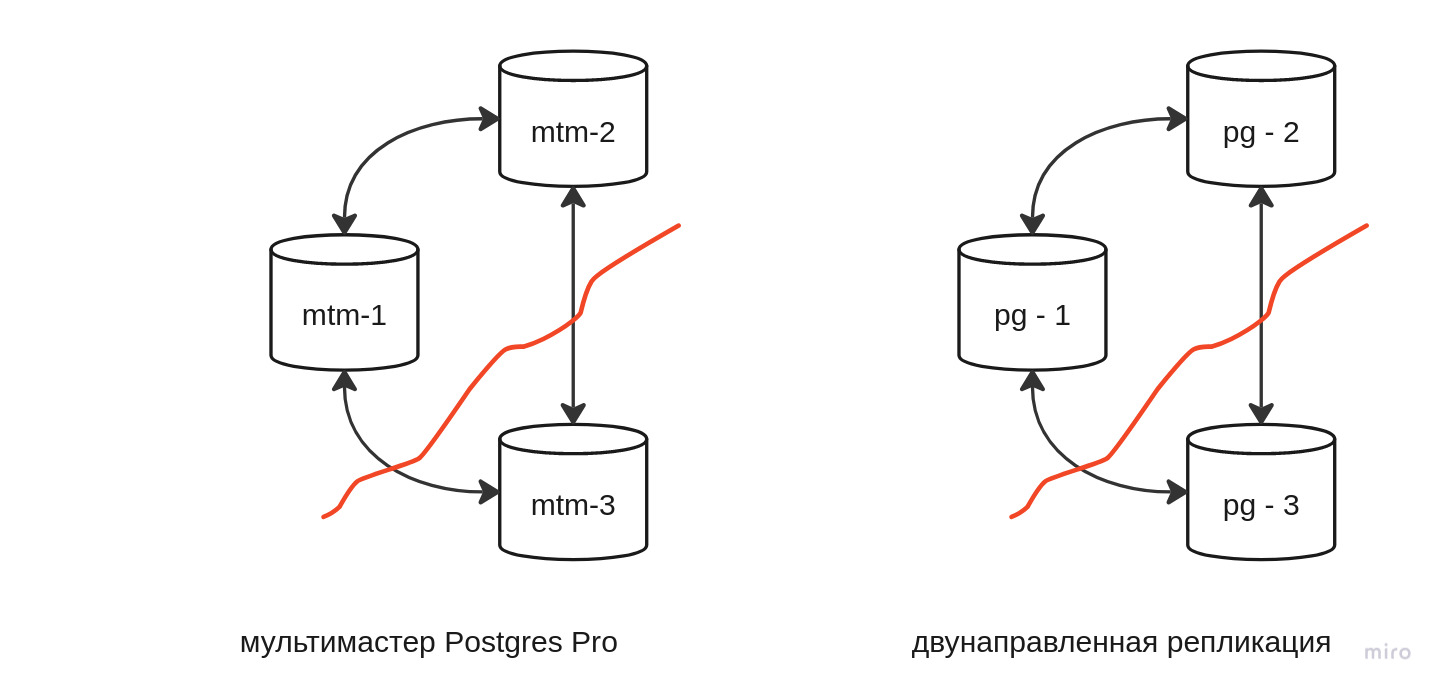 mtm-2
mtm-1
mtm-3
мультимастер Postgres Pro
pg - 2
pg - 1
pg - 3
двунаправленная репликация
miro